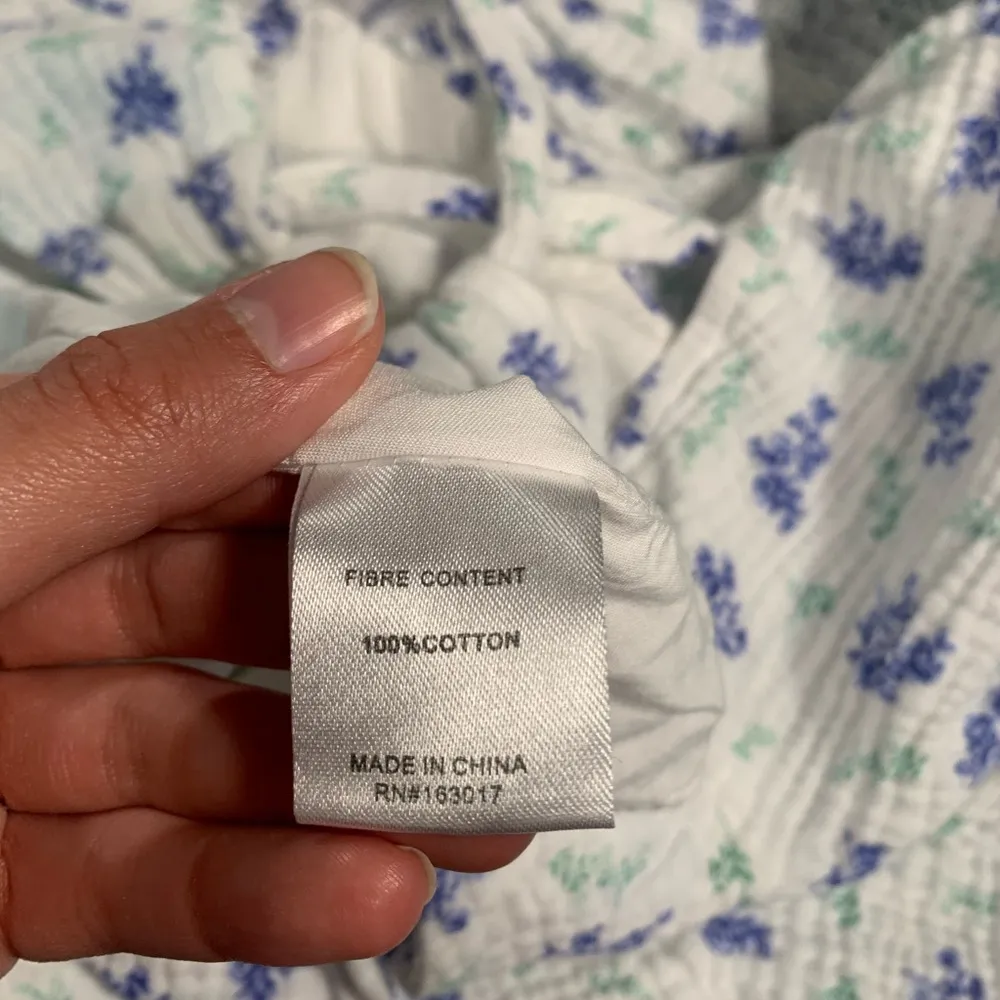 FIBRE CONTENT
100%COTTON
MADE IN CHINA
RN#163017